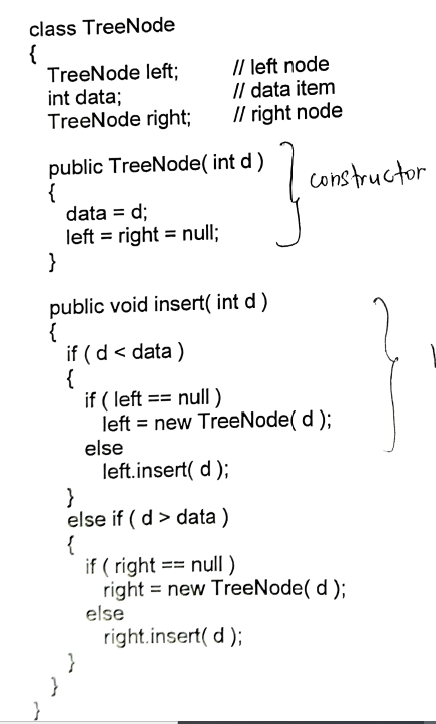 class TreeNode
{
TreeNode left; // left node
int data; // data item
TreeNode right; // right node
public TreeNode( int d ) constructor
{
data = d;
left = right = null;
}
public void insert( int d )
{
if ( d < data )
{
if ( left == null )
left = new TreeNode( d );
else
left.insert( d );
}
else if ( d > data )
{
if ( right == null )
right = new TreeNode( d );
else
right.insert( d );
}
}
}